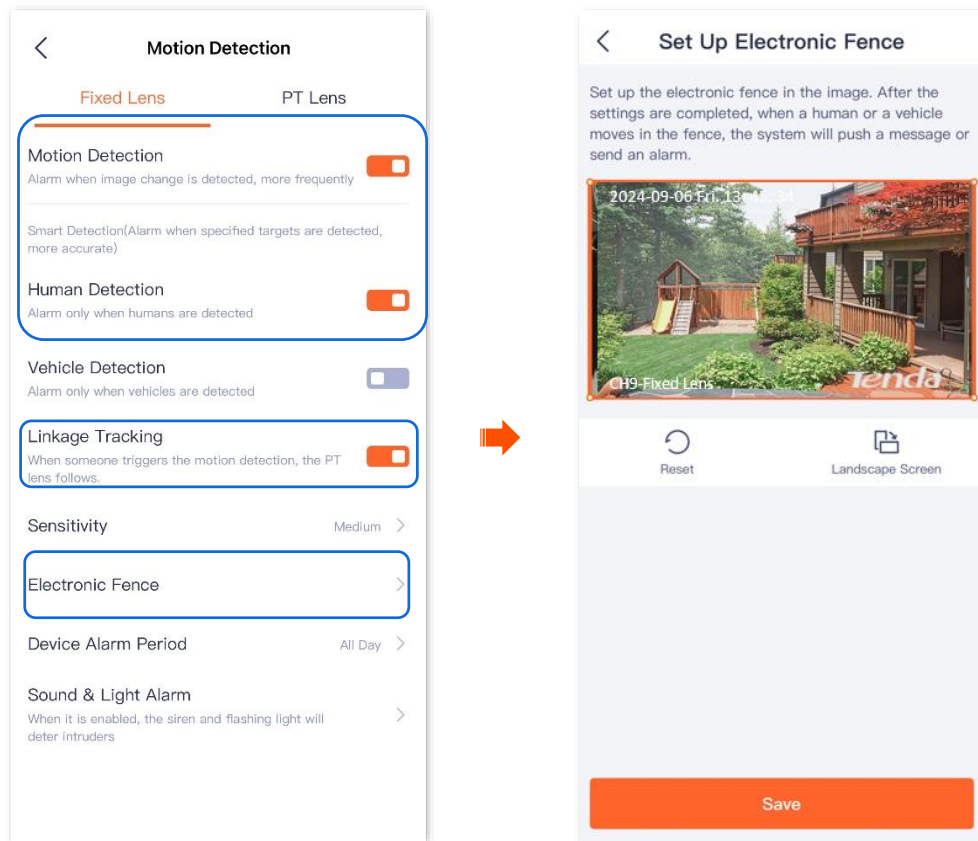 Motion Detection
Fixed Lens
PT Lens
Motion Detection
Alarm when image change is detected, more frequently
Smart Detection(Alarm when specified targets are detected,
more accurate)
Human Detection
Alarm only when humans are detected
Vehicle Detection
Alarm only when vehicles are detected
Linkage Tracking
When someone triggers the motion detection, the PT
lens follows.
Sensitivity
Medium
Electronic Fence
Device Alarm Period
All Day
Sound & Light Alarm
When it is enabled, the siren and flashing light will
deter intruders
Set Up Electronic Fence
Set up the electronic fence in the image. After the
settings are completed, when a human or a vehicle
moves in the fence, the system will push a message or
send an alarm.
2024-09-06 Fri. 13:
CH9-Fixed Lens
Tenda
Reset
Landscape Screen
Save